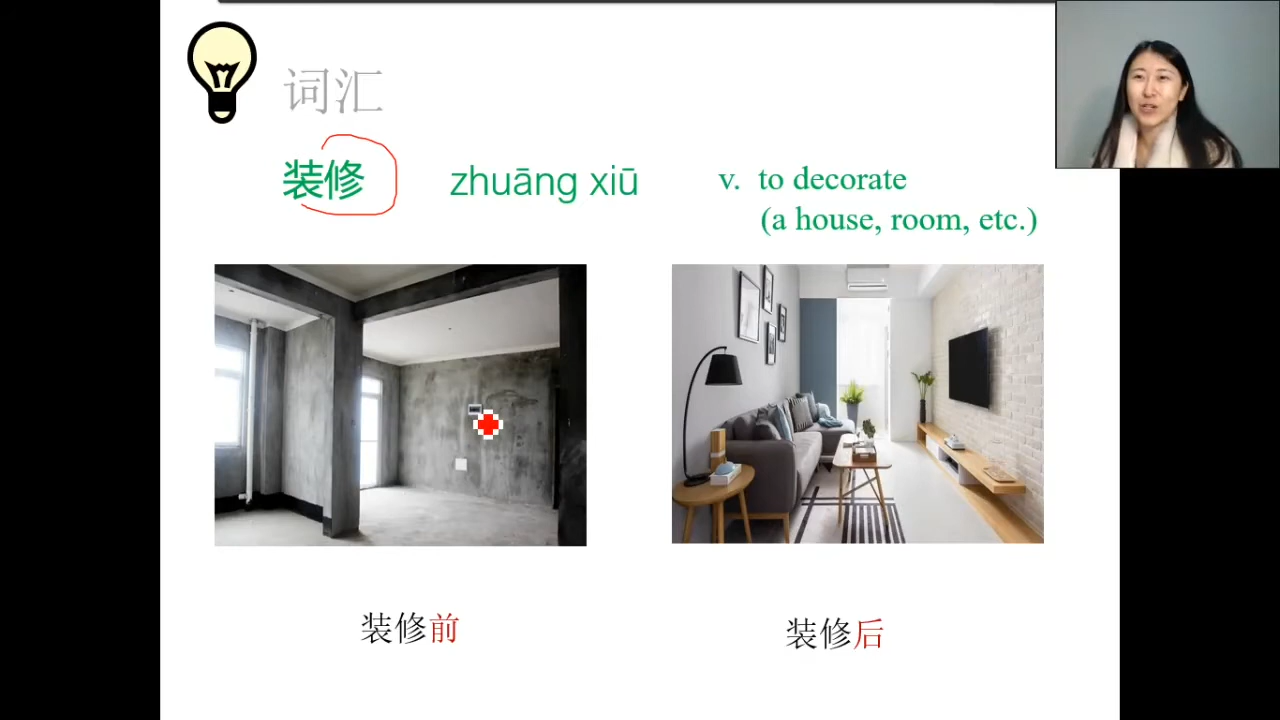 词汇
装修 zhuāng xiū v. to decorate
(a house, room, etc.)
装修前
装修后